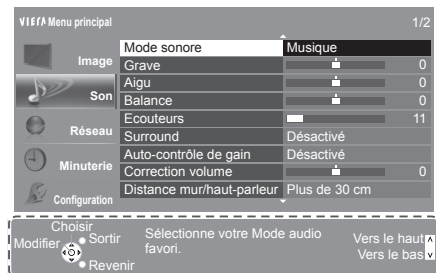 VIErA Menu principal 1/2
Image
Son
Réseau
Minuterie
Configuration
Mode sonore Musique
Grave 0
Aigu 0
Balance 0
Ecouteurs 11
Surround Désactivé
Auto-contrôle de gain Désactivé
Correction volume 0
Distance mur/haut-parleur Plus de 30 cm
Choisir
Modifier
Sortir
Revenir
Sélectionne votre Mode audio
favori.
Vers le haut
Vers le bas